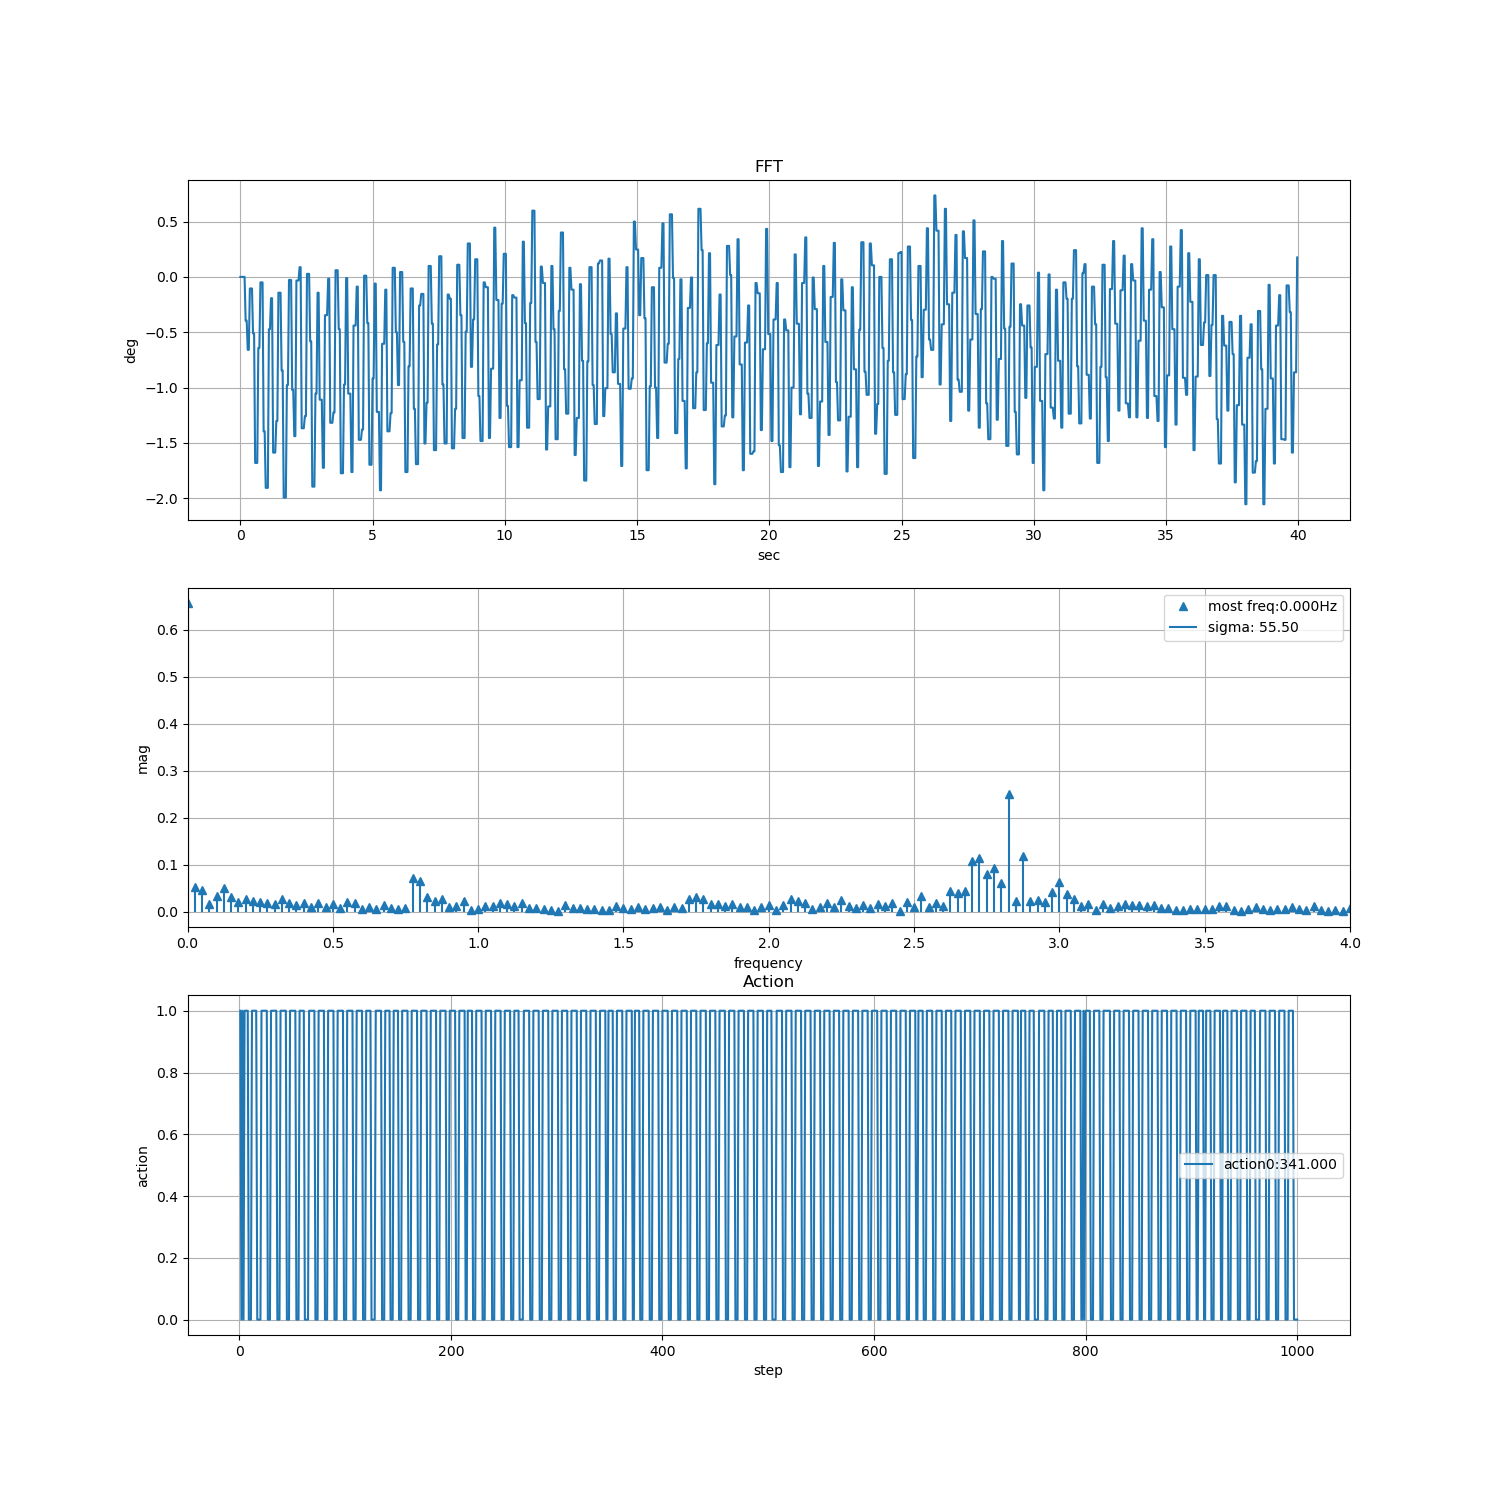 FFT
0.5
0.0
−0.5
−1.0
−1.5
−2.0
deg
0 5 10 15 20 25 30 35 40
sec
most freq:0.000Hz
sigma: 55.50
0.6
0.5
0.4
0.3
0.2
0.1
0.0
mag
0.0 0.5 1.0 1.5 2.0 2.5 3.0 3.5 4.0
frequency
Action
1.0
0.8
0.6
0.4
0.2
0.0
action
action0:341.000
0 200 400 600 800 1000
step